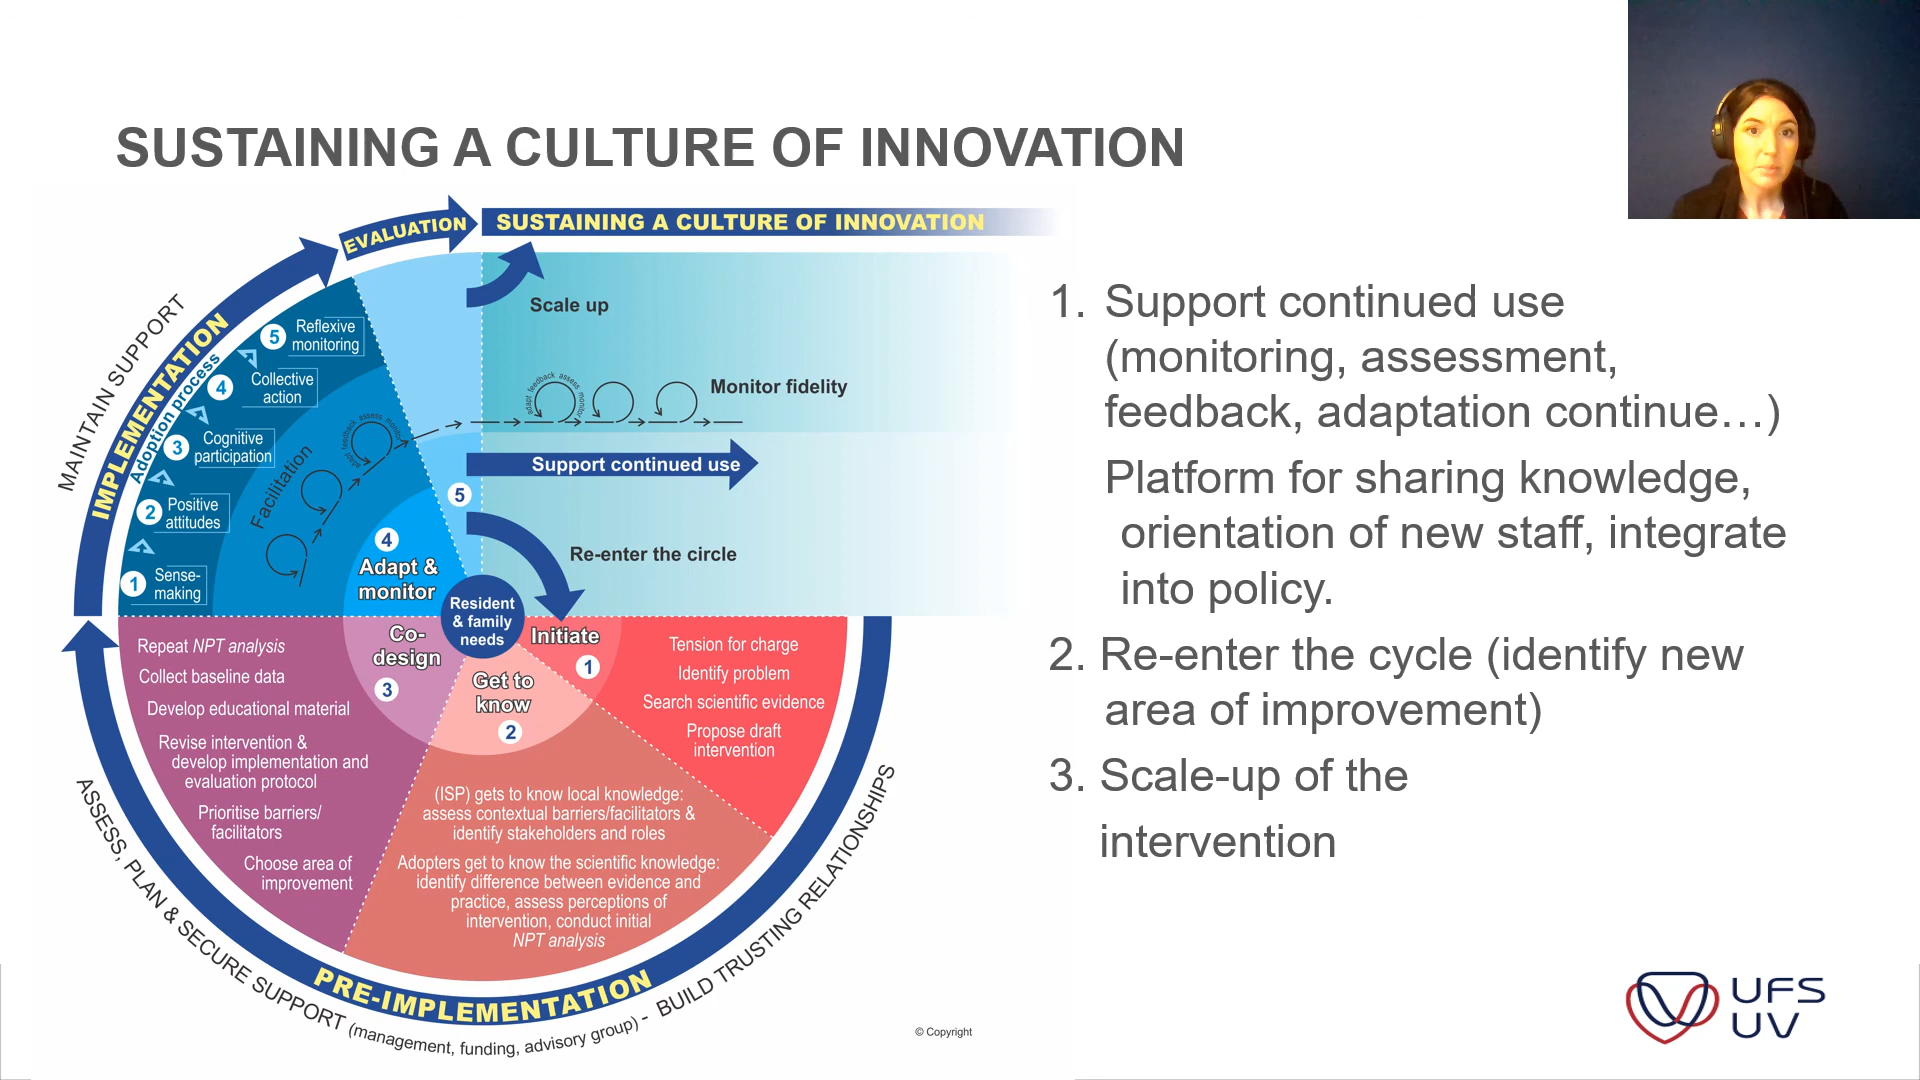 SUSTAINING A CULTURE OF INNOVATION
EVALUATION
SUSTAINING A CULTURE OF INNOVATION
Scale up
adapt feedback assess monitor
Monitor fidelity
Support continued use
5
Re-enter the circle
MAINTAIN SUPPORT
IMPLEMENTATION
Adoption process
5
Reflexive
monitoring
4
Collective
action
3
Cognitive
participation
2
Positive
attitudes
1
Sense-
making
Facilitation
adapt feedback assess monitor
4
Adapt &
monitor
Resident
& family
needs
Initiate
1
Tension for charge
Identify problem
Search scientific evidence
Propose draft
intervention
Get to
know
2
(ISP) gets to know local knowledge:
assess contextual barriers/facilitators &
identify stakeholders and roles
Adopters get to know the scientific knowledge:
identify difference between evidence and
practice, assess perceptions of
intervention, conduct initial
NPT analysis
Co-
design
3
Repeat NPT analysis
Collect baseline data
Develop educational material
Revise intervention &
develop implementation and
evaluation protocol
Prioritise barriers/
facilitators
Choose area of
improvement
PRE-IMPLEMENTATION
ASSESS, PLAN & SECURE SUPPORT (management, funding, advisory group) - BUILD TRUSTING RELATIONSHIPS
© Copyright
1. Support continued use
(monitoring, assessment,
feedback, adaptation continue…)
Platform for sharing knowledge,
orientation of new staff, integrate
into policy.
2. Re-enter the cycle (identify new
area of improvement)
3. Scale-up of the
intervention
UFS
UV